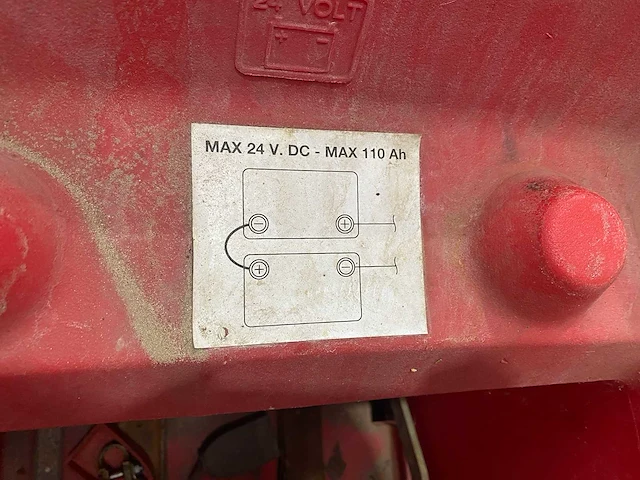 24 VOLT
+ -
MAX 24 V. DC - MAX 110 Ah
- +
+ -